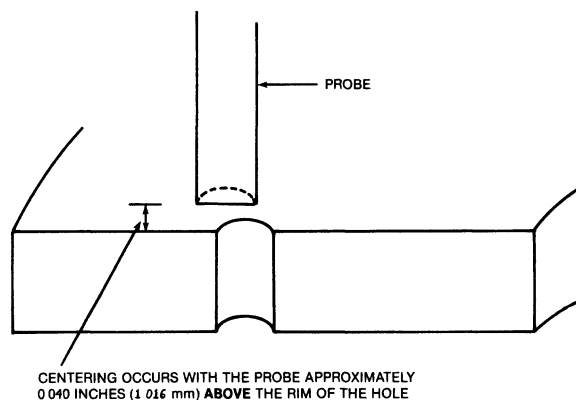 PROBE
CENTERING OCCURS WITH THE PROBE APPROXIMATELY
0 040 INCHES (1 016 mm) ABOVE THE RIM OF THE HOLE